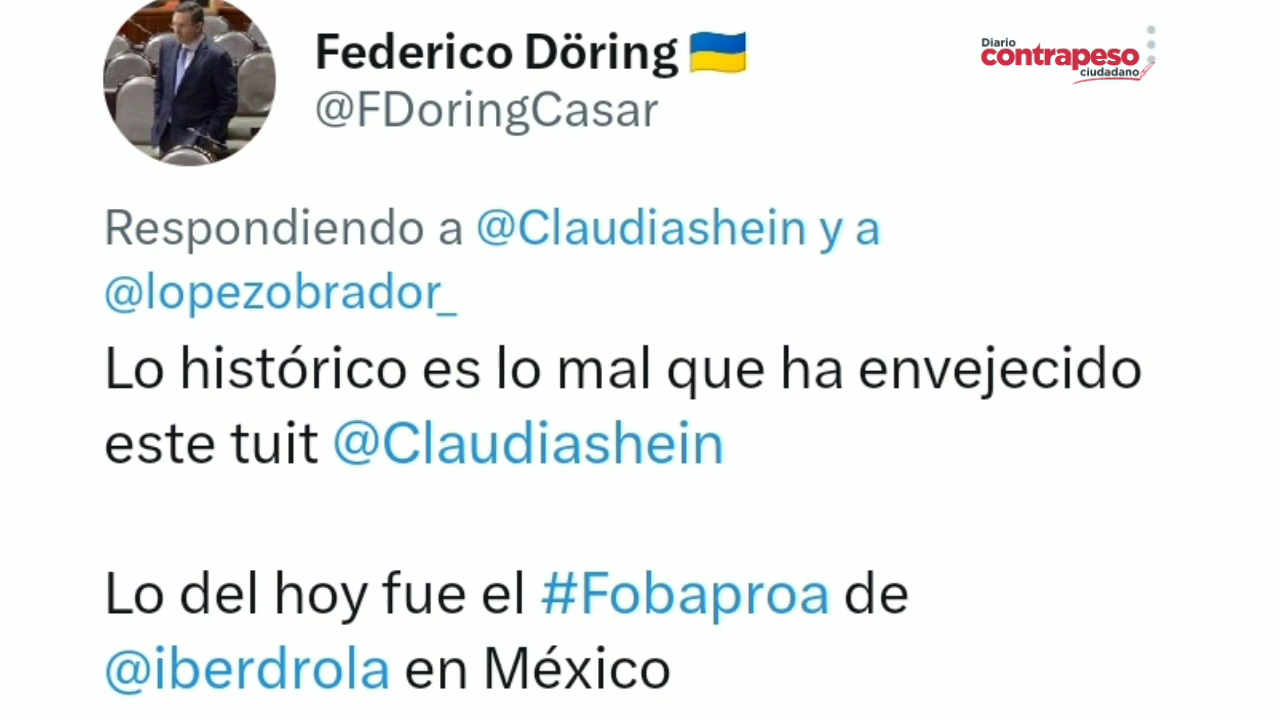 Federico Döring 🇺🇦
Diario
contrapeso
ciudadano
@FDoringCasar
Respondiendo a @Claudiashein y a
@lopezobrador_
Lo histórico es lo mal que ha envejecido
este tuit @Claudiashein
Lo del hoy fue el #Fobaproa de
@iberdrola en México